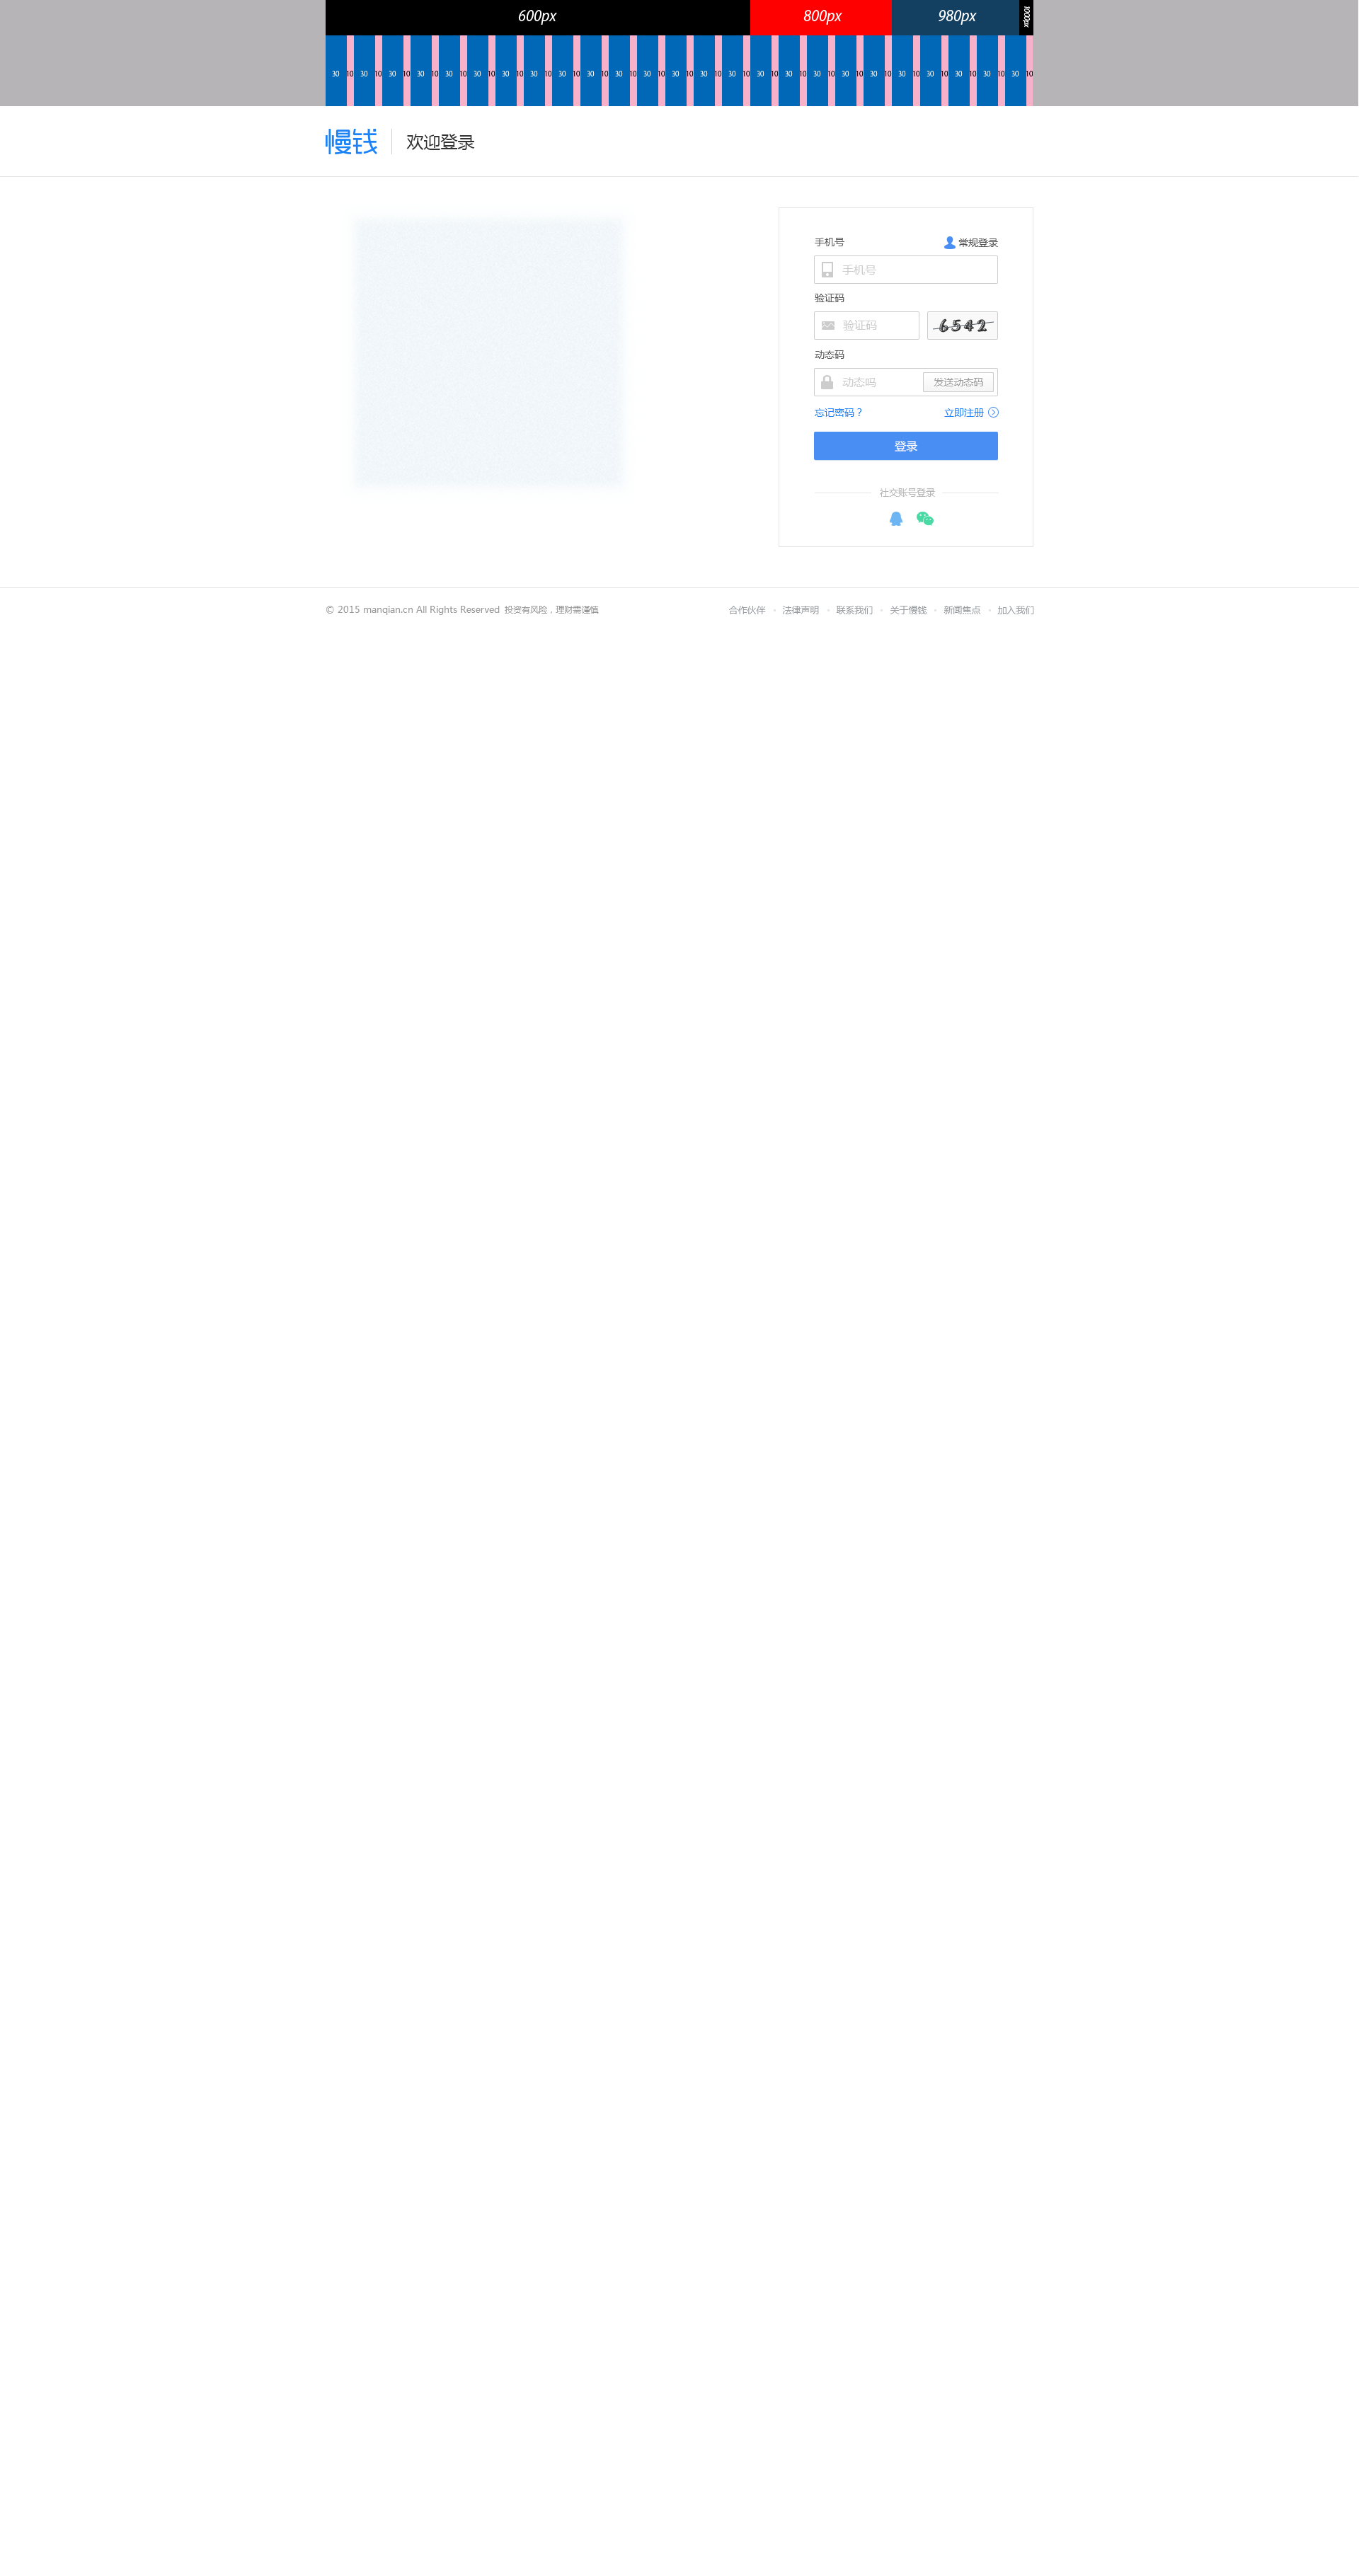 600px 800px 980px 1000px
30 10 30 10 30 10 30 10 30 10 30 10 30 10 30 10 30 10 30 10 30 10 30 10 30 10 30 10 30 10 30 10 30 10 30 10 30 10 30 10 30 10 30 10 30 10 30 10 30 10
慢钱 欢迎登录
手机号 常规登录
手机号
验证码
验证码 6542
动态码
动态吗 发送动态码
忘记密码？ 立即注册
登录
社交账号登录
© 2015 manqian.cn All Rights Reserved 投资有风险，理财需谨慎 合作伙伴 · 法律声明 · 联系我们 · 关于慢钱 · 新闻焦点 · 加入我们